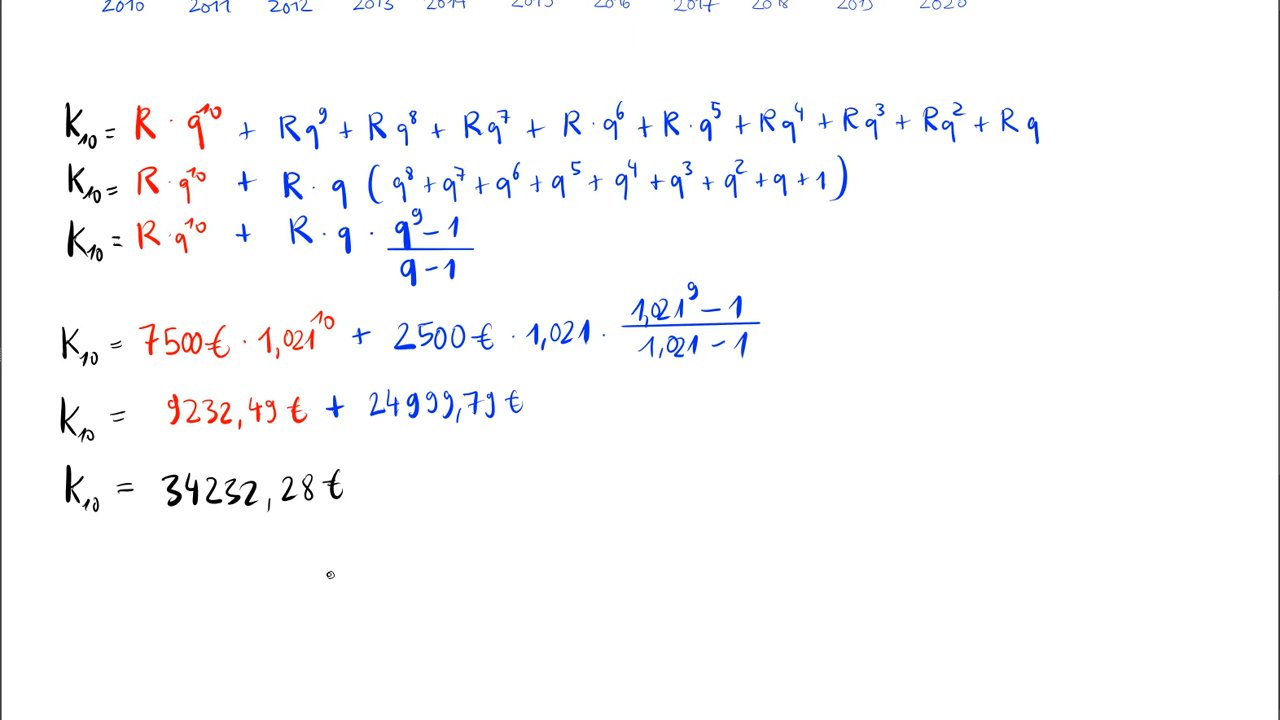 2010 2011 2012 2013 2014 2015 2016 2017 2018 2019 2020
K₁₀ = R · q¹⁰ + Rq⁹ + Rq⁸ + Rq⁷ + R · q⁶ + R · q⁵ + Rq⁴ + Rq³ + Rq² + Rq
K₁₀ = R · q¹⁰ + R · q (q⁸ + q⁷ + q⁶ + q⁵ + q⁴ + q³ + q² + q + 1)
K₁₀ = R · q¹⁰ + R · q · (q⁹ − 1)/(q − 1)
K₁₀ = 7500€ · 1,021¹⁰ + 2500€ · 1,021 · (1,021⁹ − 1)/(1,021 − 1)
K₁₀ = 9232,49€ + 24999,79€
K₁₀ = 34232,28€